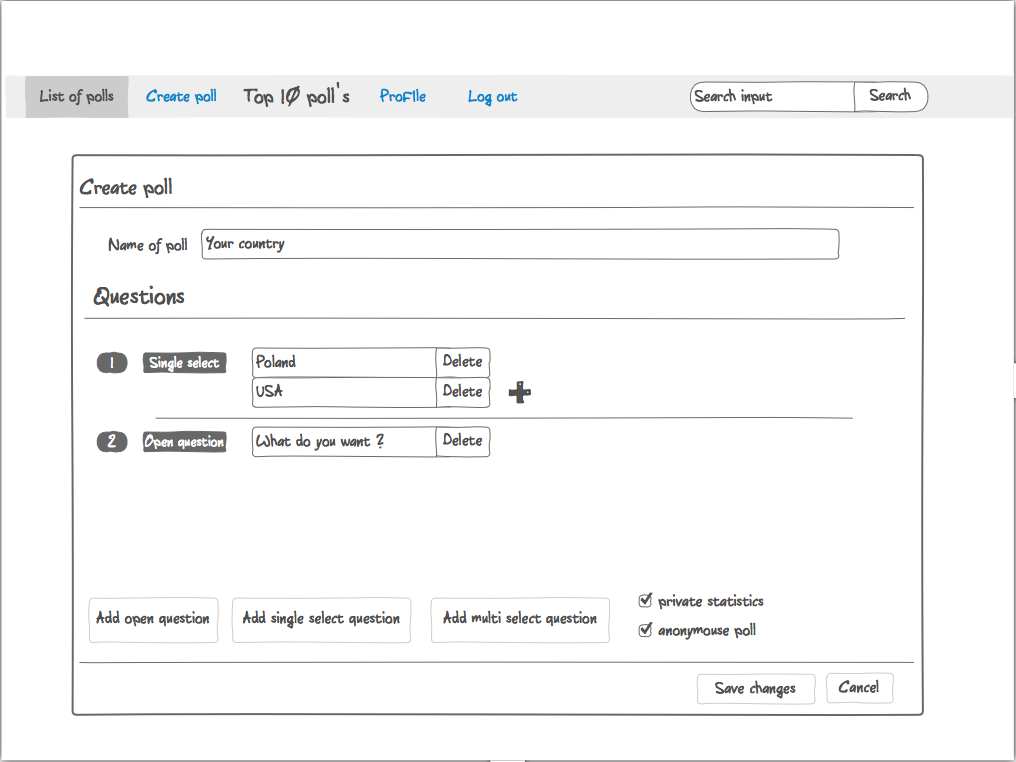 List of polls Create poll Top 10 poll's Profile Log out Search input Search
Create poll
Name of poll Your country
Questions
1 Single select Poland Delete
USA Delete
2 Open question What do you want ? Delete
private statistics
Add open question Add single select question Add multi select question
anonymouse poll
Save changes Cancel